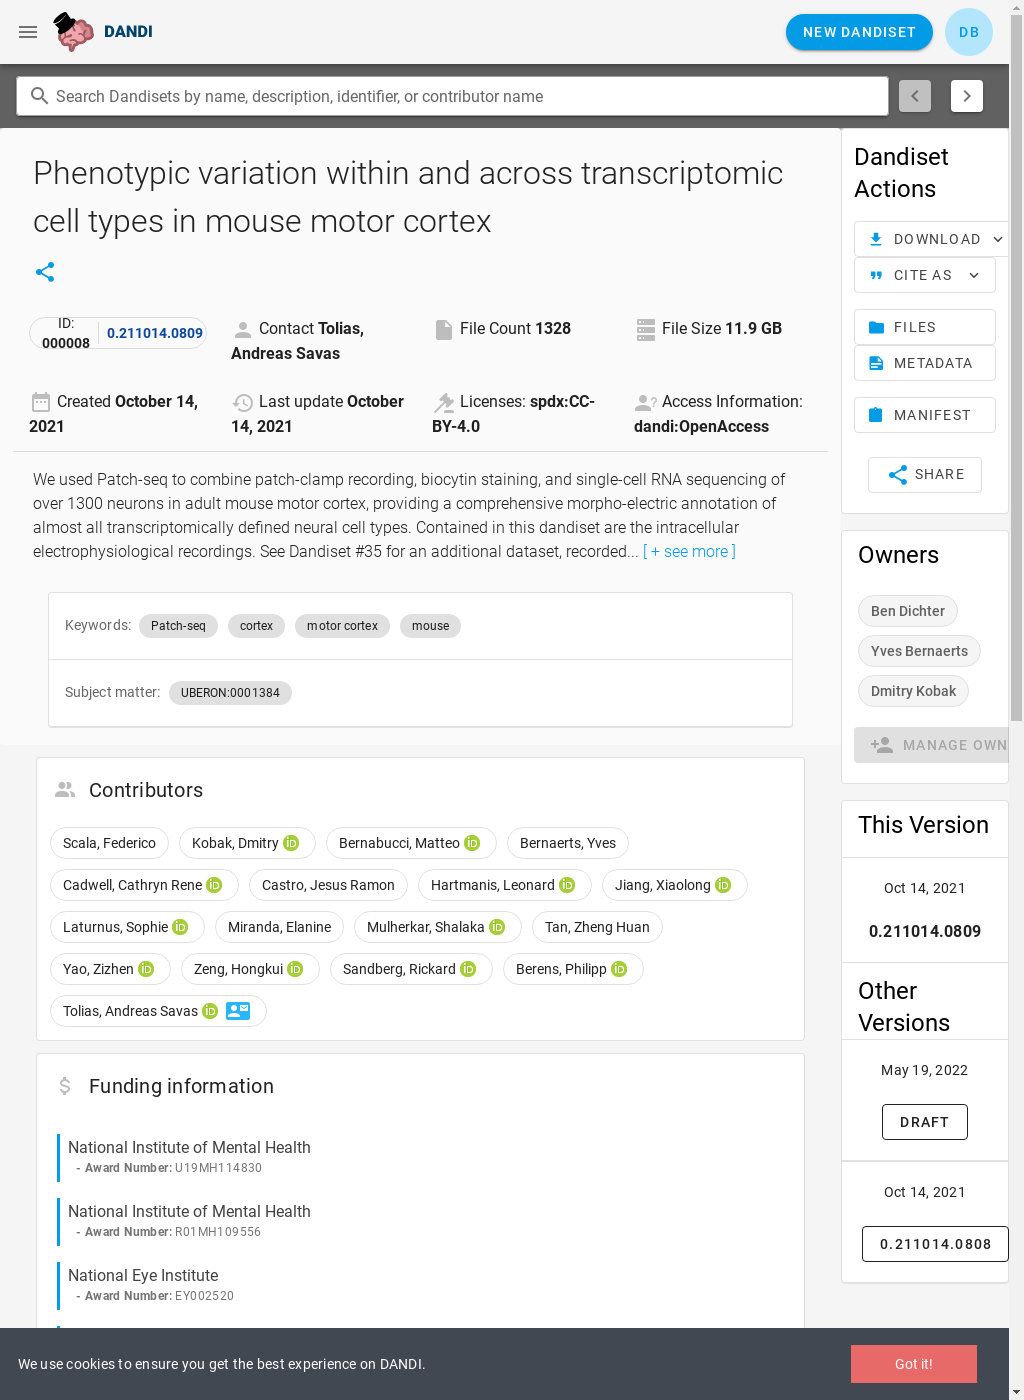 DANDI
NEW DANDISET
DB
Search Dandisets by name, description, identifier, or contributor name
Phenotypic variation within and across transcriptomic
cell types in mouse motor cortex
ID:
000008
0.211014.0809
Contact Tolias,
Andreas Savas
File Count 1328
File Size 11.9 GB
Created October 14,
2021
Last update October
14, 2021
Licenses: spdx:CC-
BY-4.0
Access Information:
dandi:OpenAccess
We used Patch-seq to combine patch-clamp recording, biocytin staining, and single-cell RNA sequencing of
over 1300 neurons in adult mouse motor cortex, providing a comprehensive morpho-electric annotation of
almost all transcriptomically defined neural cell types. Contained in this dandiset are the intracellular
electrophysiological recordings. See Dandiset #35 for an additional dataset, recorded... [ + see more ]
Keywords: Patch-seq cortex motor cortex mouse
Subject matter: UBERON:0001384
Contributors
Scala, Federico Kobak, Dmitry iD Bernabucci, Matteo iD Bernaerts, Yves
Cadwell, Cathryn Rene iD Castro, Jesus Ramon Hartmanis, Leonard iD Jiang, Xiaolong iD
Laturnus, Sophie iD Miranda, Elanine Mulherkar, Shalaka iD Tan, Zheng Huan
Yao, Zizhen iD Zeng, Hongkui iD Sandberg, Rickard iD Berens, Philipp iD
Tolias, Andreas Savas iD
Funding information
National Institute of Mental Health
- Award Number: U19MH114830
National Institute of Mental Health
- Award Number: R01MH109556
National Eye Institute
- Award Number: EY002520
Dandiset
Actions
DOWNLOAD
CITE AS
FILES
METADATA
MANIFEST
SHARE
Owners
Ben Dichter
Yves Bernaerts
Dmitry Kobak
MANAGE OWN
This Version
Oct 14, 2021
0.211014.0809
Other
Versions
May 19, 2022
DRAFT
Oct 14, 2021
0.211014.0808
We use cookies to ensure you get the best experience on DANDI.
Got it!